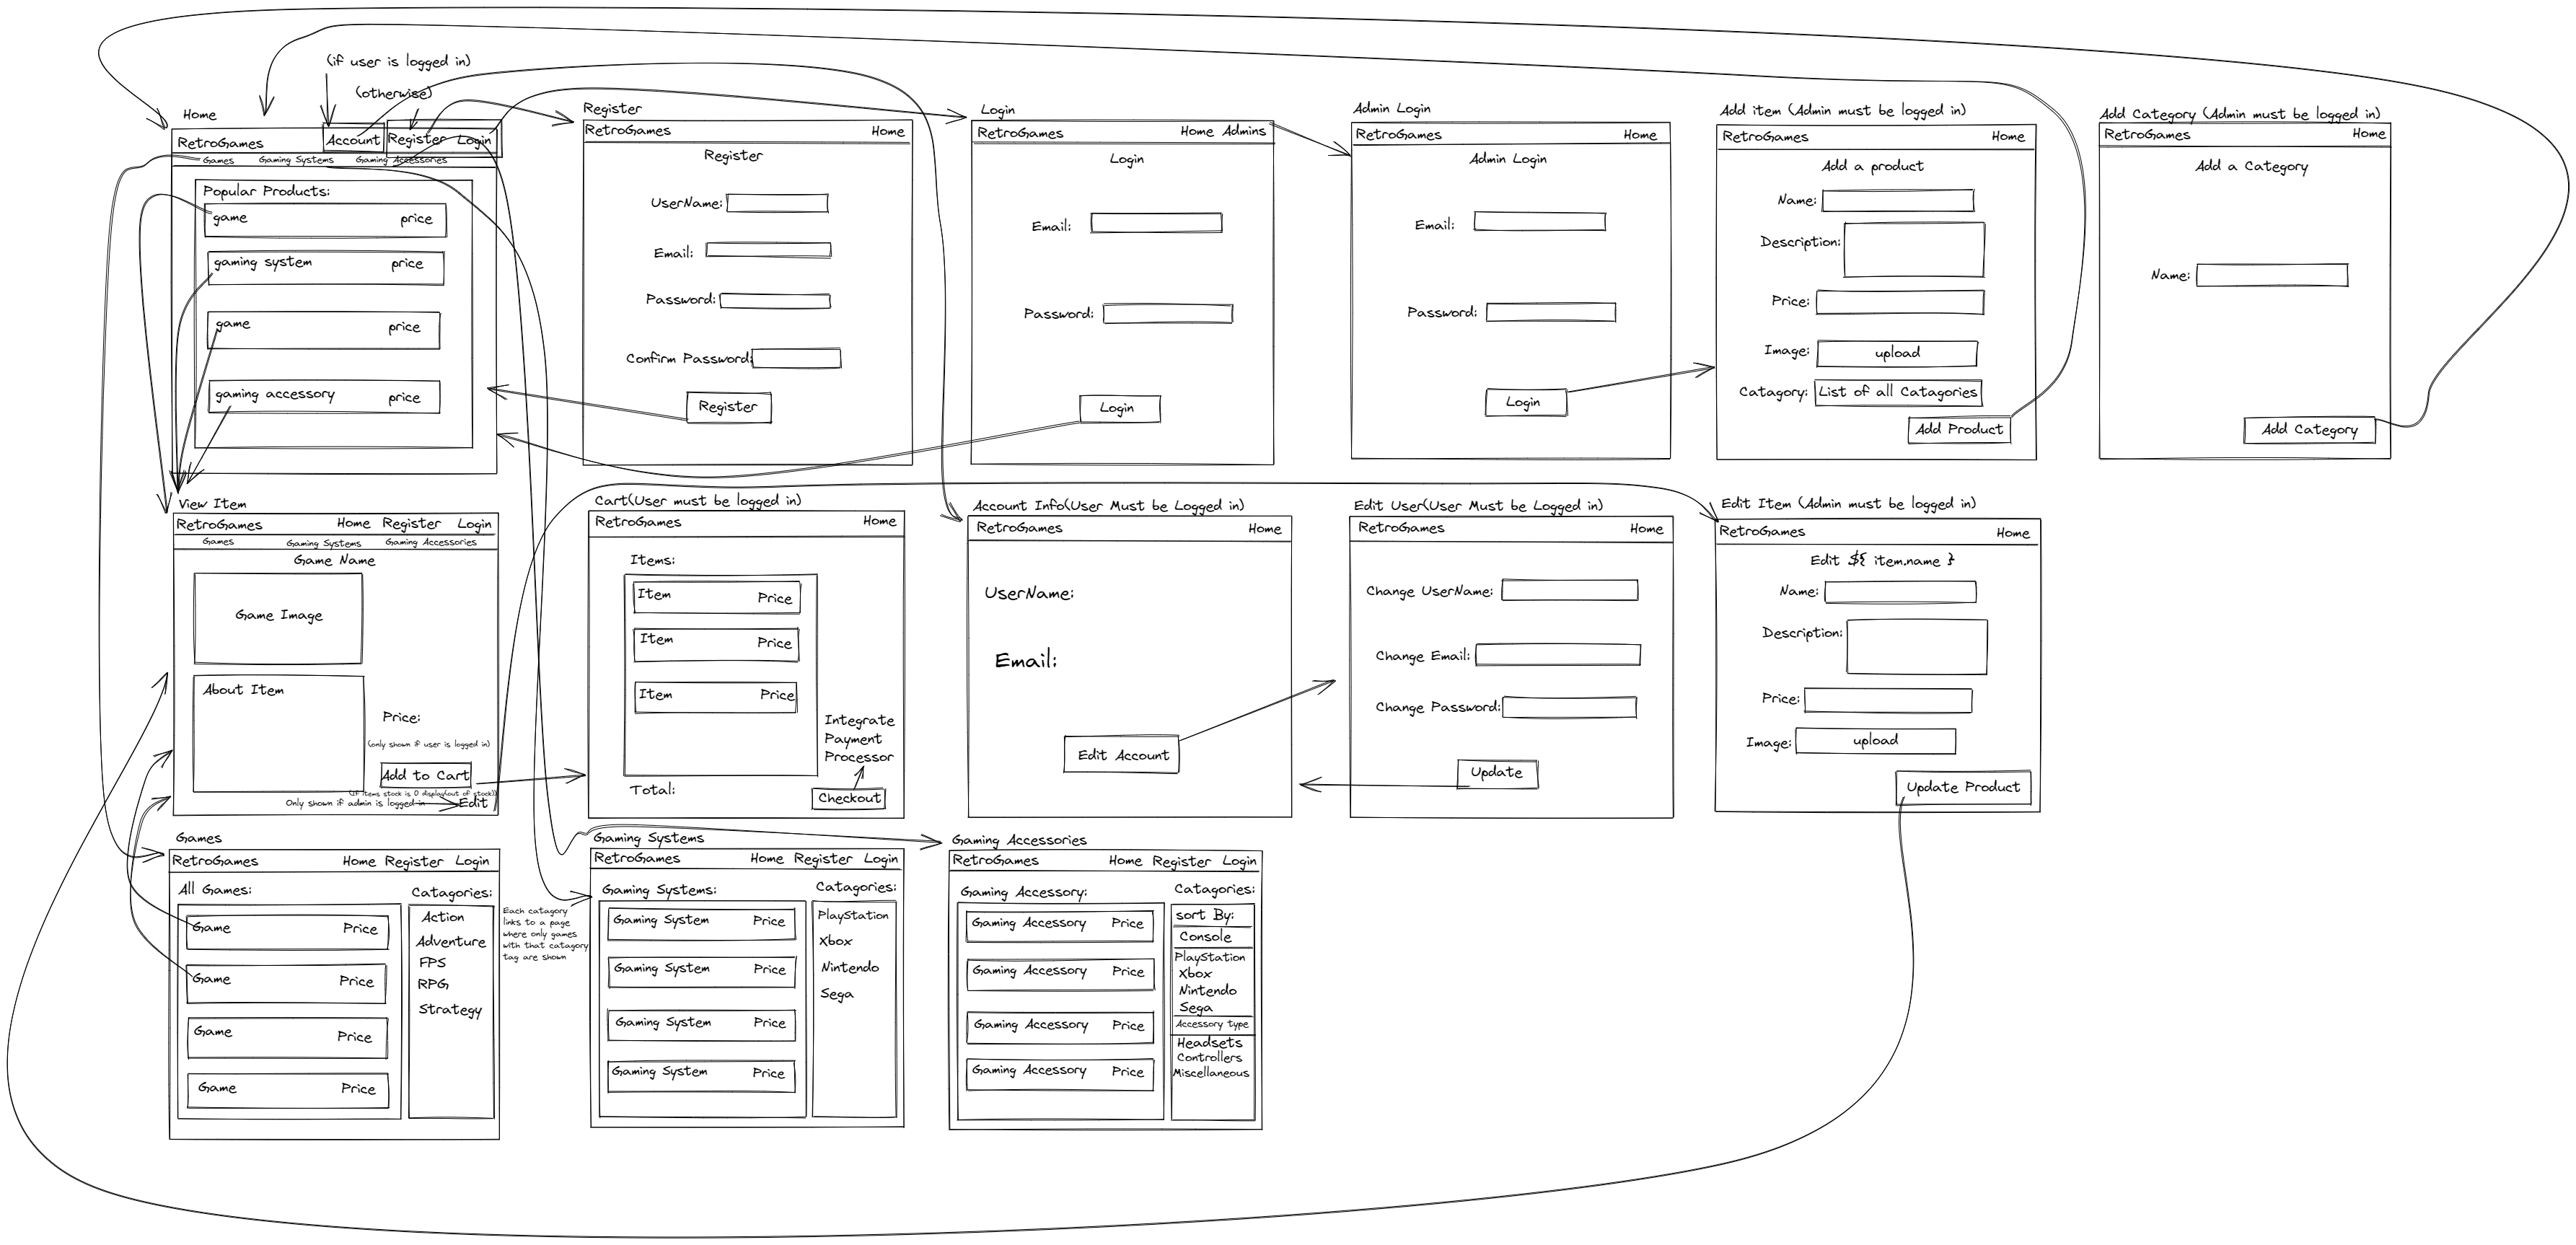 (if user is logged in)
(otherwise)
Home
RetroGames
Account
Register Login
Games Gaming Systems Gaming Accessories
Popular Products:
game price
gaming system price
game price
gaming accessory price
Register
RetroGames Home
Register
UserName:
Email:
Password:
Confirm Password:
Register
Login
RetroGames Home Admins
Login
Email:
Password:
Login
Admin Login
RetroGames Home
Admin Login
Email:
Password:
Login
Add item (Admin must be logged in)
RetroGames Home
Add a product
Name:
Description:
Price:
Image: upload
Catagory: List of all Catagories
Add Product
Add Category (Admin must be logged in)
RetroGames Home
Add a Category
Name:
Add Category
View Item
RetroGames Home Register Login
Games Gaming Systems Gaming Accessories
Game Name
Game Image
About Item
Price:
(only shown if user is logged in)
Add to Cart
(if items stock is 0 display(out of stock))
Only shown if admin is logged in Edit
Cart(User must be logged in)
RetroGames Home
Items:
Item Price
Item Price
Item Price
Integrate
Payment
Processor
Total:
Checkout
Account Info(User Must be Logged in)
RetroGames Home
UserName:
Email:
Edit Account
Edit User(User Must be Logged in)
RetroGames Home
Change UserName:
Change Email:
Change Password:
Update
Edit Item (Admin must be logged in)
RetroGames Home
Edit ${ item.name }
Name:
Description:
Price:
Image: upload
Update Product
Games
RetroGames Home Register Login
All Games:
Catagories:
Game Price
Game Price
Game Price
Game Price
Action
Adventure
FPS
RPG
Strategy
Each catagory
links to a page
where only games
with that catagory
tag are shown
Gaming Systems
RetroGames Home Register Login
Gaming Systems:
Catagories:
Gaming System Price
Gaming System Price
Gaming System Price
Gaming System Price
PlayStation
Xbox
Nintendo
Sega
Gaming Accessories
RetroGames Home Register Login
Gaming Accessory:
Catagories:
Gaming Accessory Price
Gaming Accessory Price
Gaming Accessory Price
Gaming Accessory Price
sort By:
Console
PlayStation
Xbox
Nintendo
Sega
Accessory type
Headsets
Controllers
Miscellaneous